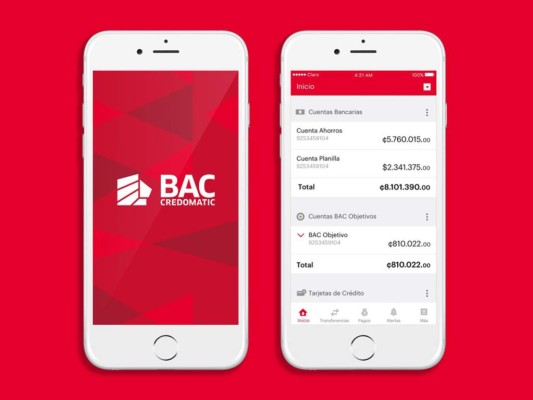 BAC
CREDOMATIC
Claro 4:21 AM 100%
Inicio
Cuentas Bancarias
Cuenta Ahorros
9253459104
¢5.760.015.00
Cuenta Planilla
9253459104
$2.341.375.00
Total ¢8.101.390.00
Cuentas BAC Objetivos
BAC Objetivo
9253459104
¢810.022.00
Total ¢810.022.00
Tarjetas de Crédito
Inicio Transferencias Pagos Alertas Más